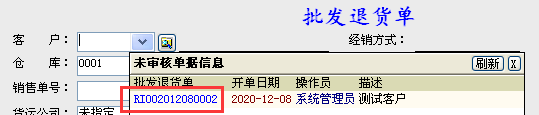 批发退货单
客 户： 经销方式：
仓 库： 0001
未审核单据信息 刷新 X
销售单号：
批发退货单 开单日期 操作员 描述
RI002012080002 2020-12-08 系统管理员 测试客户
货运公司： 未指定